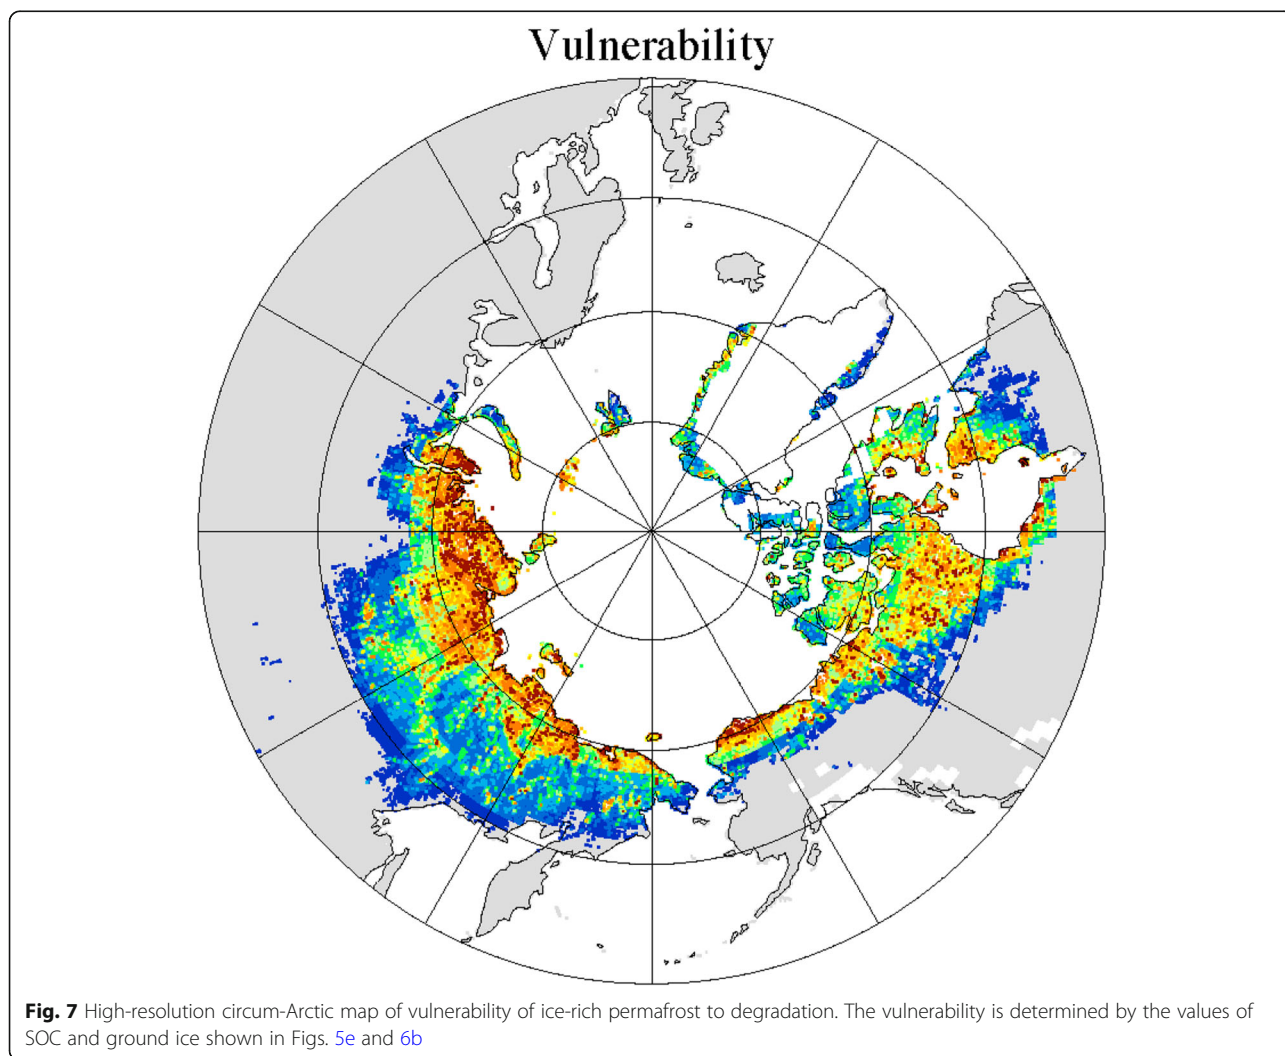 Vulnerability
Fig. 7 High-resolution circum-Arctic map of vulnerability of ice-rich permafrost to degradation. The vulnerability is determined by the values of
SOC and ground ice shown in Figs. 5e and 6b